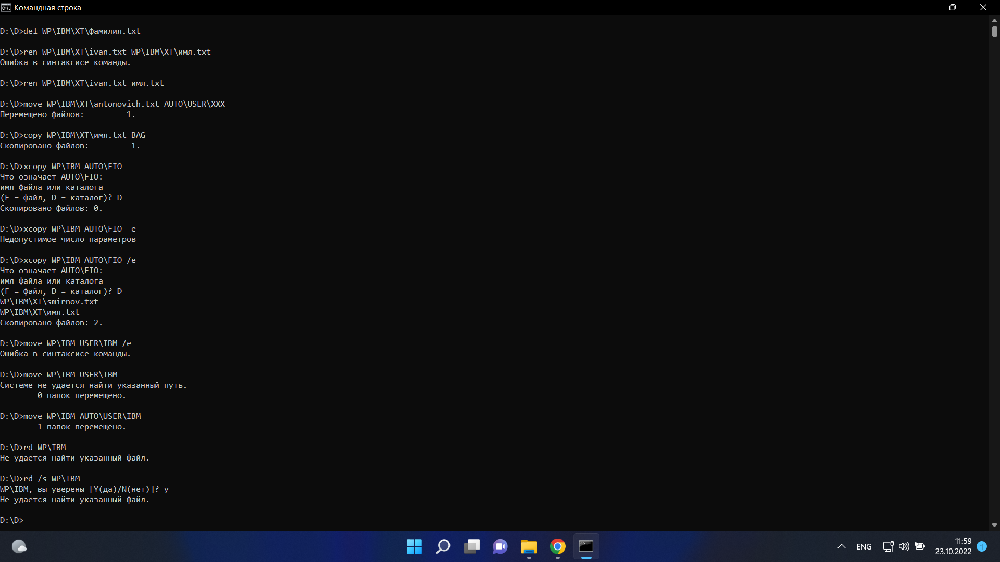 Командная строка
D:\D>del WP\IBM\XT\фамилия.txt
D:\D>ren WP\IBM\XT\ivan.txt WP\IBM\XT\имя.txt
Ошибка в синтаксисе команды.
D:\D>ren WP\IBM\XT\ivan.txt имя.txt
D:\D>move WP\IBM\XT\antonovich.txt AUTO\USER\XXX
Перемещено файлов:         1.
D:\D>copy WP\IBM\XT\имя.txt BAG
Скопировано файлов:         1.
D:\D>xcopy WP\IBM AUTO\FIO
Что означает AUTO\FIO:
имя файла или каталога
(F = файл, D = каталог)? D
Скопировано файлов: 0.
D:\D>xcopy WP\IBM AUTO\FIO -e
Недопустимое число параметров
D:\D>xcopy WP\IBM AUTO\FIO /e
Что означает AUTO\FIO:
имя файла или каталога
(F = файл, D = каталог)? D
WP\IBM\XT\smirnov.txt
WP\IBM\XT\имя.txt
Скопировано файлов: 2.
D:\D>move WP\IBM USER\IBM /e
Ошибка в синтаксисе команды.
D:\D>move WP\IBM USER\IBM
Системе не удается найти указанный путь.
        0 папок перемещено.
D:\D>move WP\IBM AUTO\USER\IBM
        1 папок перемещено.
D:\D>rd WP\IBM
Не удается найти указанный файл.
D:\D>rd /s WP\IBM
WP\IBM, вы уверены [Y(да)/N(нет)]? y
Не удается найти указанный файл.
D:\D>
ENG
11:59
23.10.2022
1